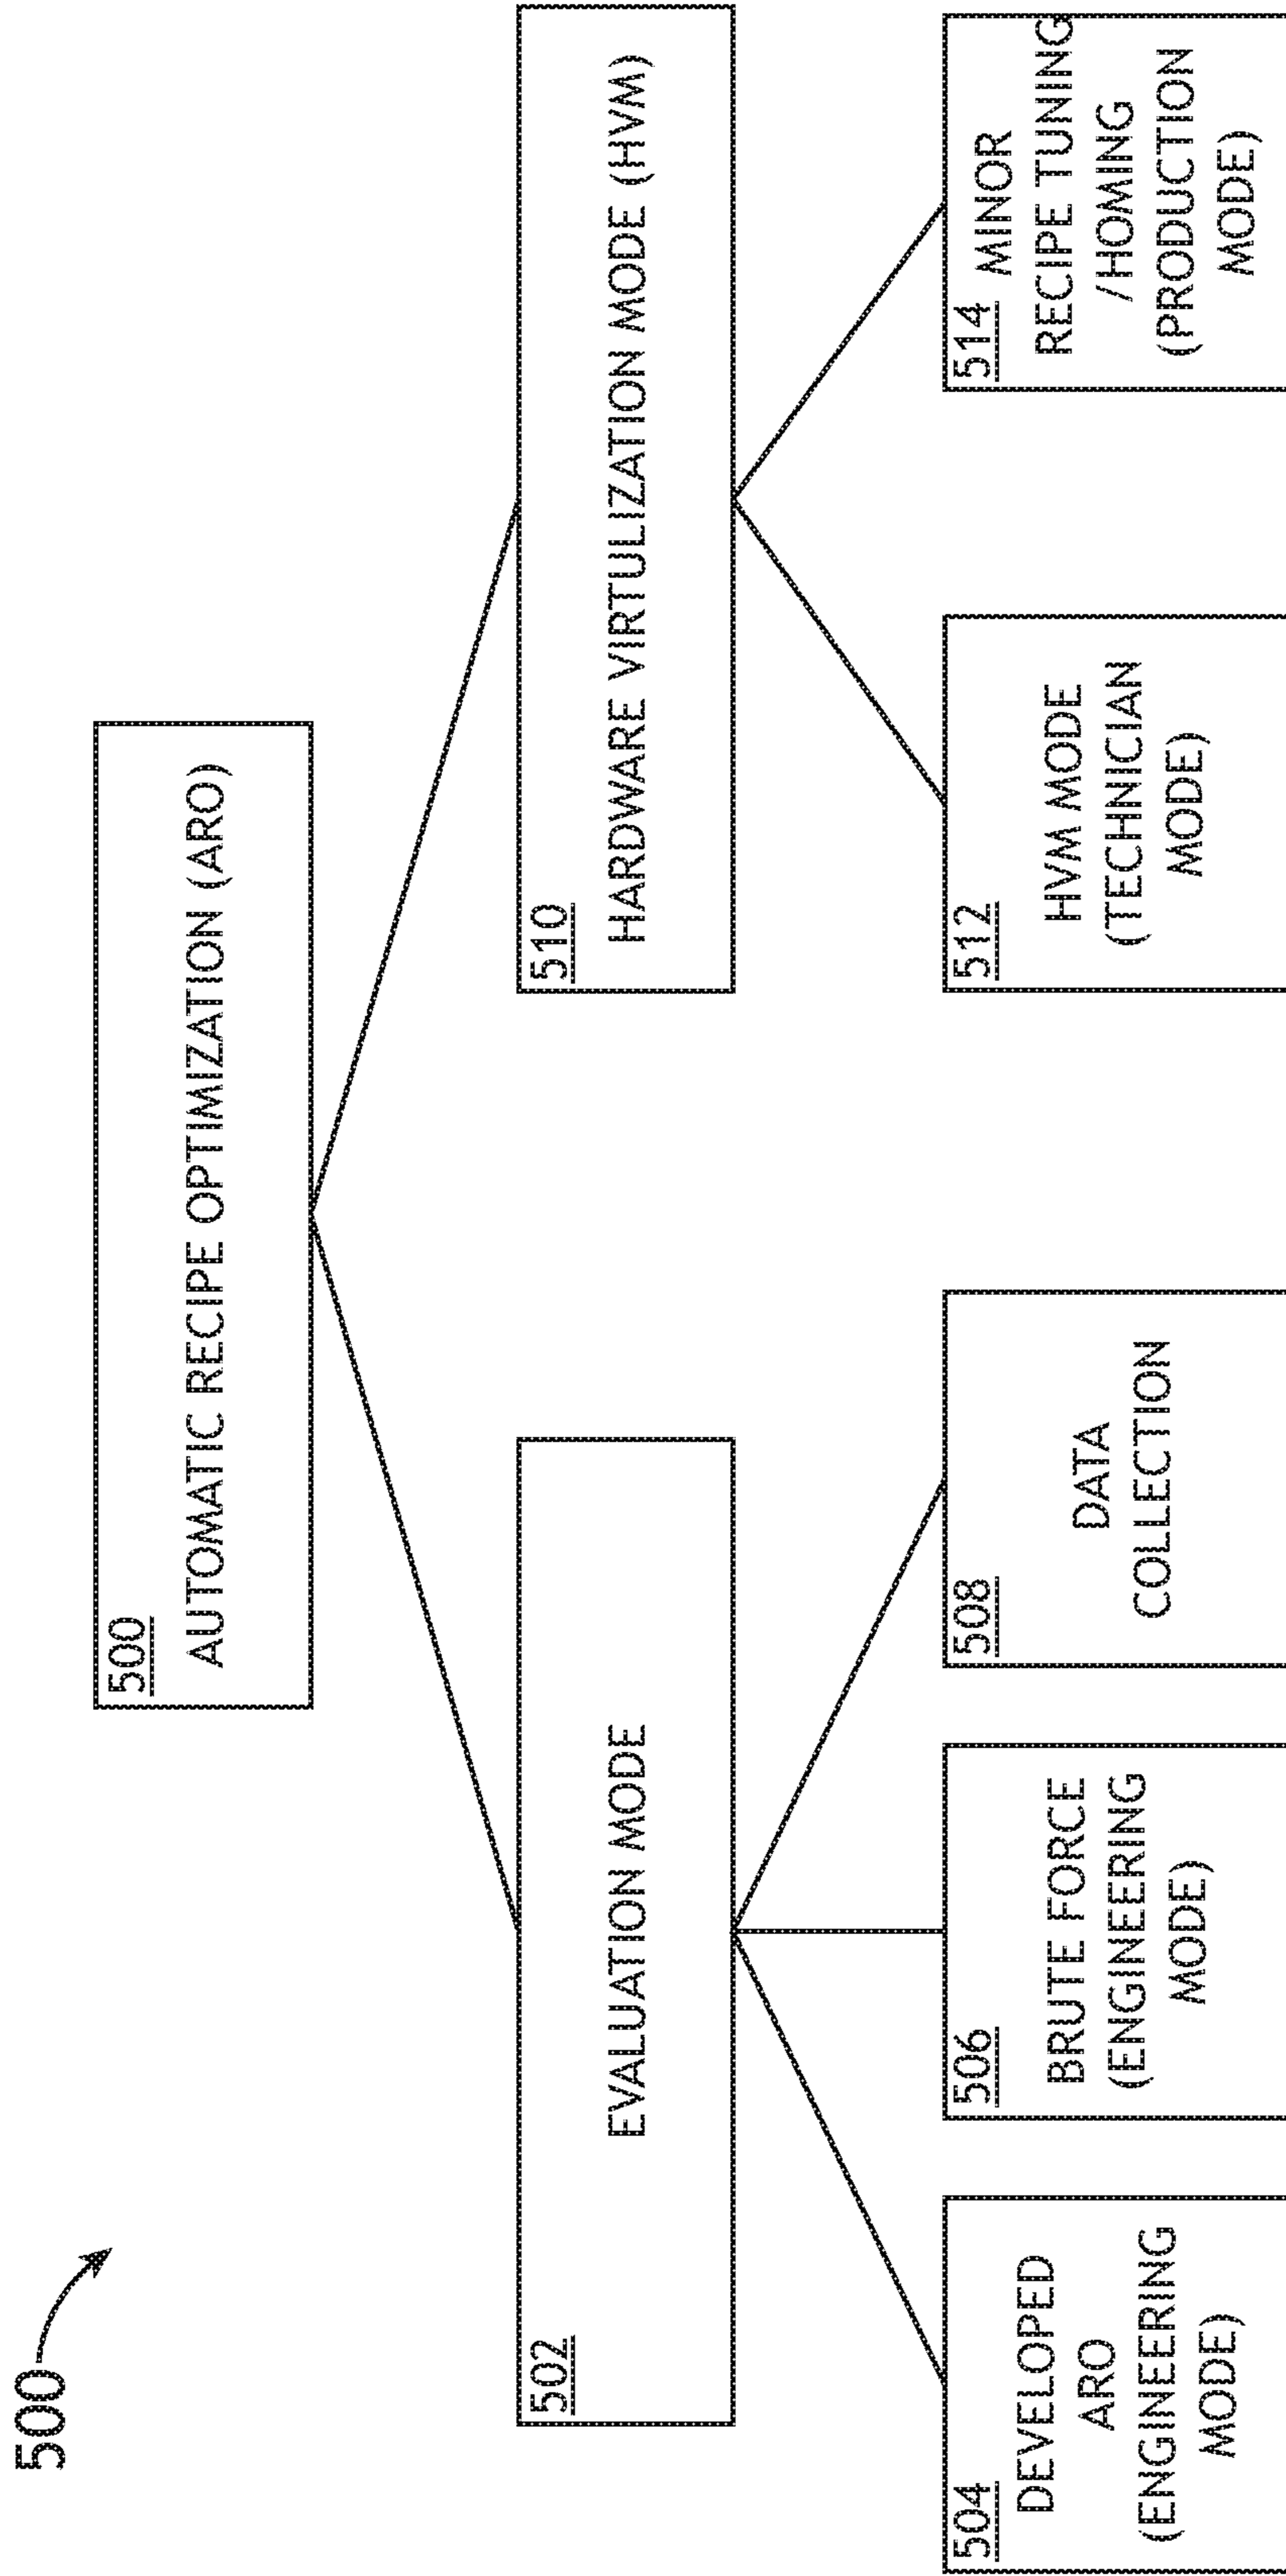 500
500
AUTOMATIC RECIPE OPTIMIZATION (ARO)
502
EVALUATION MODE
510
HARDWARE VIRTULIZATION MODE (HVM)
504
DEVELOPED
ARO
(ENGINEERING
MODE)
506
BRUTE FORCE
(ENGINEERING
MODE)
508
DATA
COLLECTION
512
HVM MODE
(TECHNICIAN
MODE)
514 MINOR
RECIPE TUNING
/HOMING
(PRODUCTION
MODE)